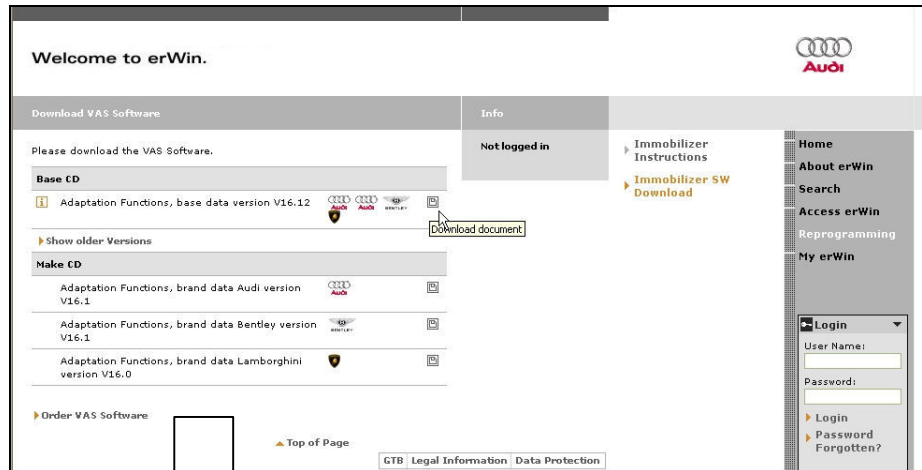 Welcome to erWin.
Audi
Download VAS Software
Info
Please download the VAS Software.
Not logged in
Base CD
Adaptation Functions, base data version V16.12
Audi Audi BENTLEY
Download document
Show older Versions
Make CD
Adaptation Functions, brand data Audi version
V16.1
Audi
Adaptation Functions, brand data Bentley version
V16.1
BENTLEY
Adaptation Functions, brand data Lamborghini
version V16.0
Order VAS Software
Top of Page
GTB Legal Information Data Protection
Immobilizer
Instructions
Immobilizer SW
Download
Home
About erWin
Search
Access erWin
Reprogramming
My erWin
Login
User Name:
Password:
Login
Password
Forgotten?